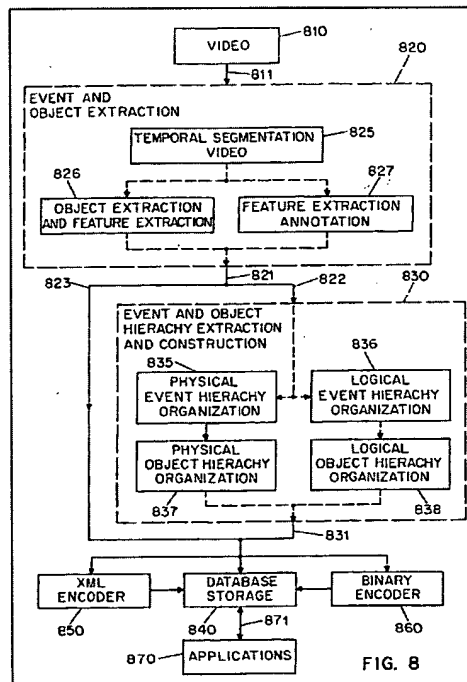 810
VIDEO
811
820
EVENT AND
OBJECT EXTRACTION
TEMPORAL SEGMENTATION
VIDEO
825
826
827
OBJECT EXTRACTION
AND FEATURE EXTRACTION
FEATURE EXTRACTION
ANNOTATION
821
823
822
830
EVENT AND OBJECT
HIERACHY EXTRACTION
AND CONSTRUCTION
835
836
PHYSICAL
EVENT HIERACHY
ORGANIZATION
LOGICAL
EVENT HIERACHY
ORGANIZATION
PHYSICAL
OBJECT HIERACHY
ORGANIZATION
LOGICAL
OBJECT HIERACHY
ORGANIZATION
837
838
831
XML
ENCODER
DATABASE
STORAGE
BINARY
ENCODER
850
840
871
860
870
APPLICATIONS
FIG. 8